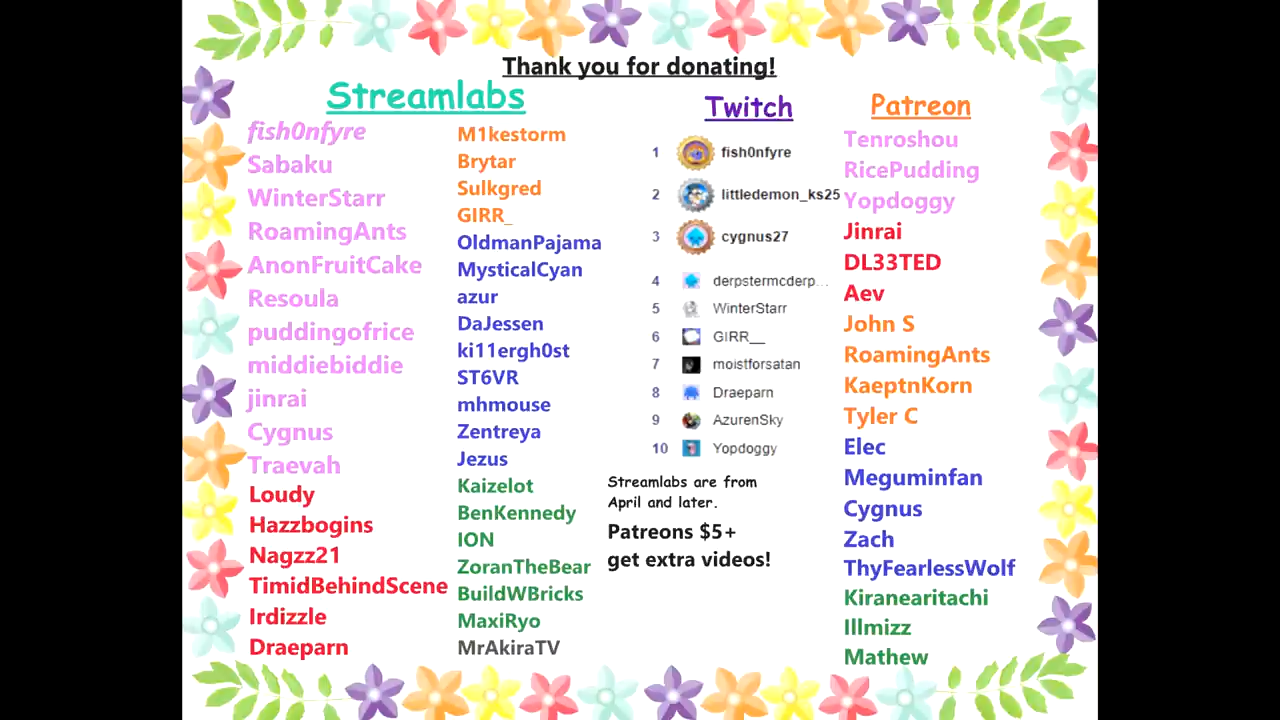 Thank you for donating!
Streamlabs
fish0nfyre
Sabaku
WinterStarr
RoamingAnts
AnonFruitCake
Resoula
puddingofrice
middiebiddie
jinrai
Cygnus
Traevah
Loudy
Hazzbogins
Nagzz21
TimidBehindScene
Irdizzle
Draeparn
M1kestorm
Brytar
Sulkgred
GIRR_
OldmanPajama
MysticalCyan
azur
DaJessen
ki11ergh0st
ST6VR
mhmouse
Zentreya
Jezus
Kaizelot
BenKennedy
ION
ZoranTheBear
BuildWBricks
MaxiRyo
MrAkiraTV
Twitch
1 fish0nfyre
2 littledemon_ks25
3 cygnus27
4 derpstermcderp...
5 WinterStarr
6 GIRR__
7 moistforsatan
8 Draeparn
9 AzurenSky
10 Yopdoggy
Streamlabs are from
April and later.
Patreons $5+
get extra videos!
Patreon
Tenroshou
RicePudding
Yopdoggy
Jinrai
DL33TED
Aev
John S
RoamingAnts
KaeptnKorn
Tyler C
Elec
Meguminfan
Cygnus
Zach
ThyFearlessWolf
Kiranearitachi
Illmizz
Mathew